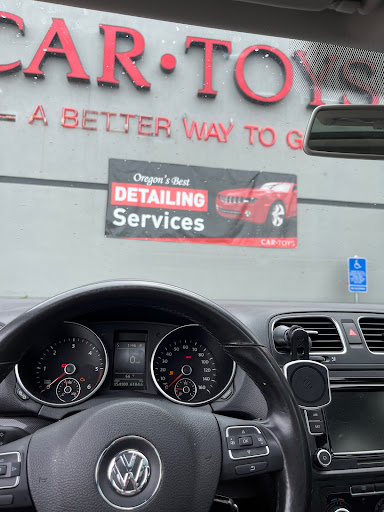 CAR·TOYS
— A BETTER WAY TO G
Oregon's Best
DETAILING
Services
CAR-TOYS